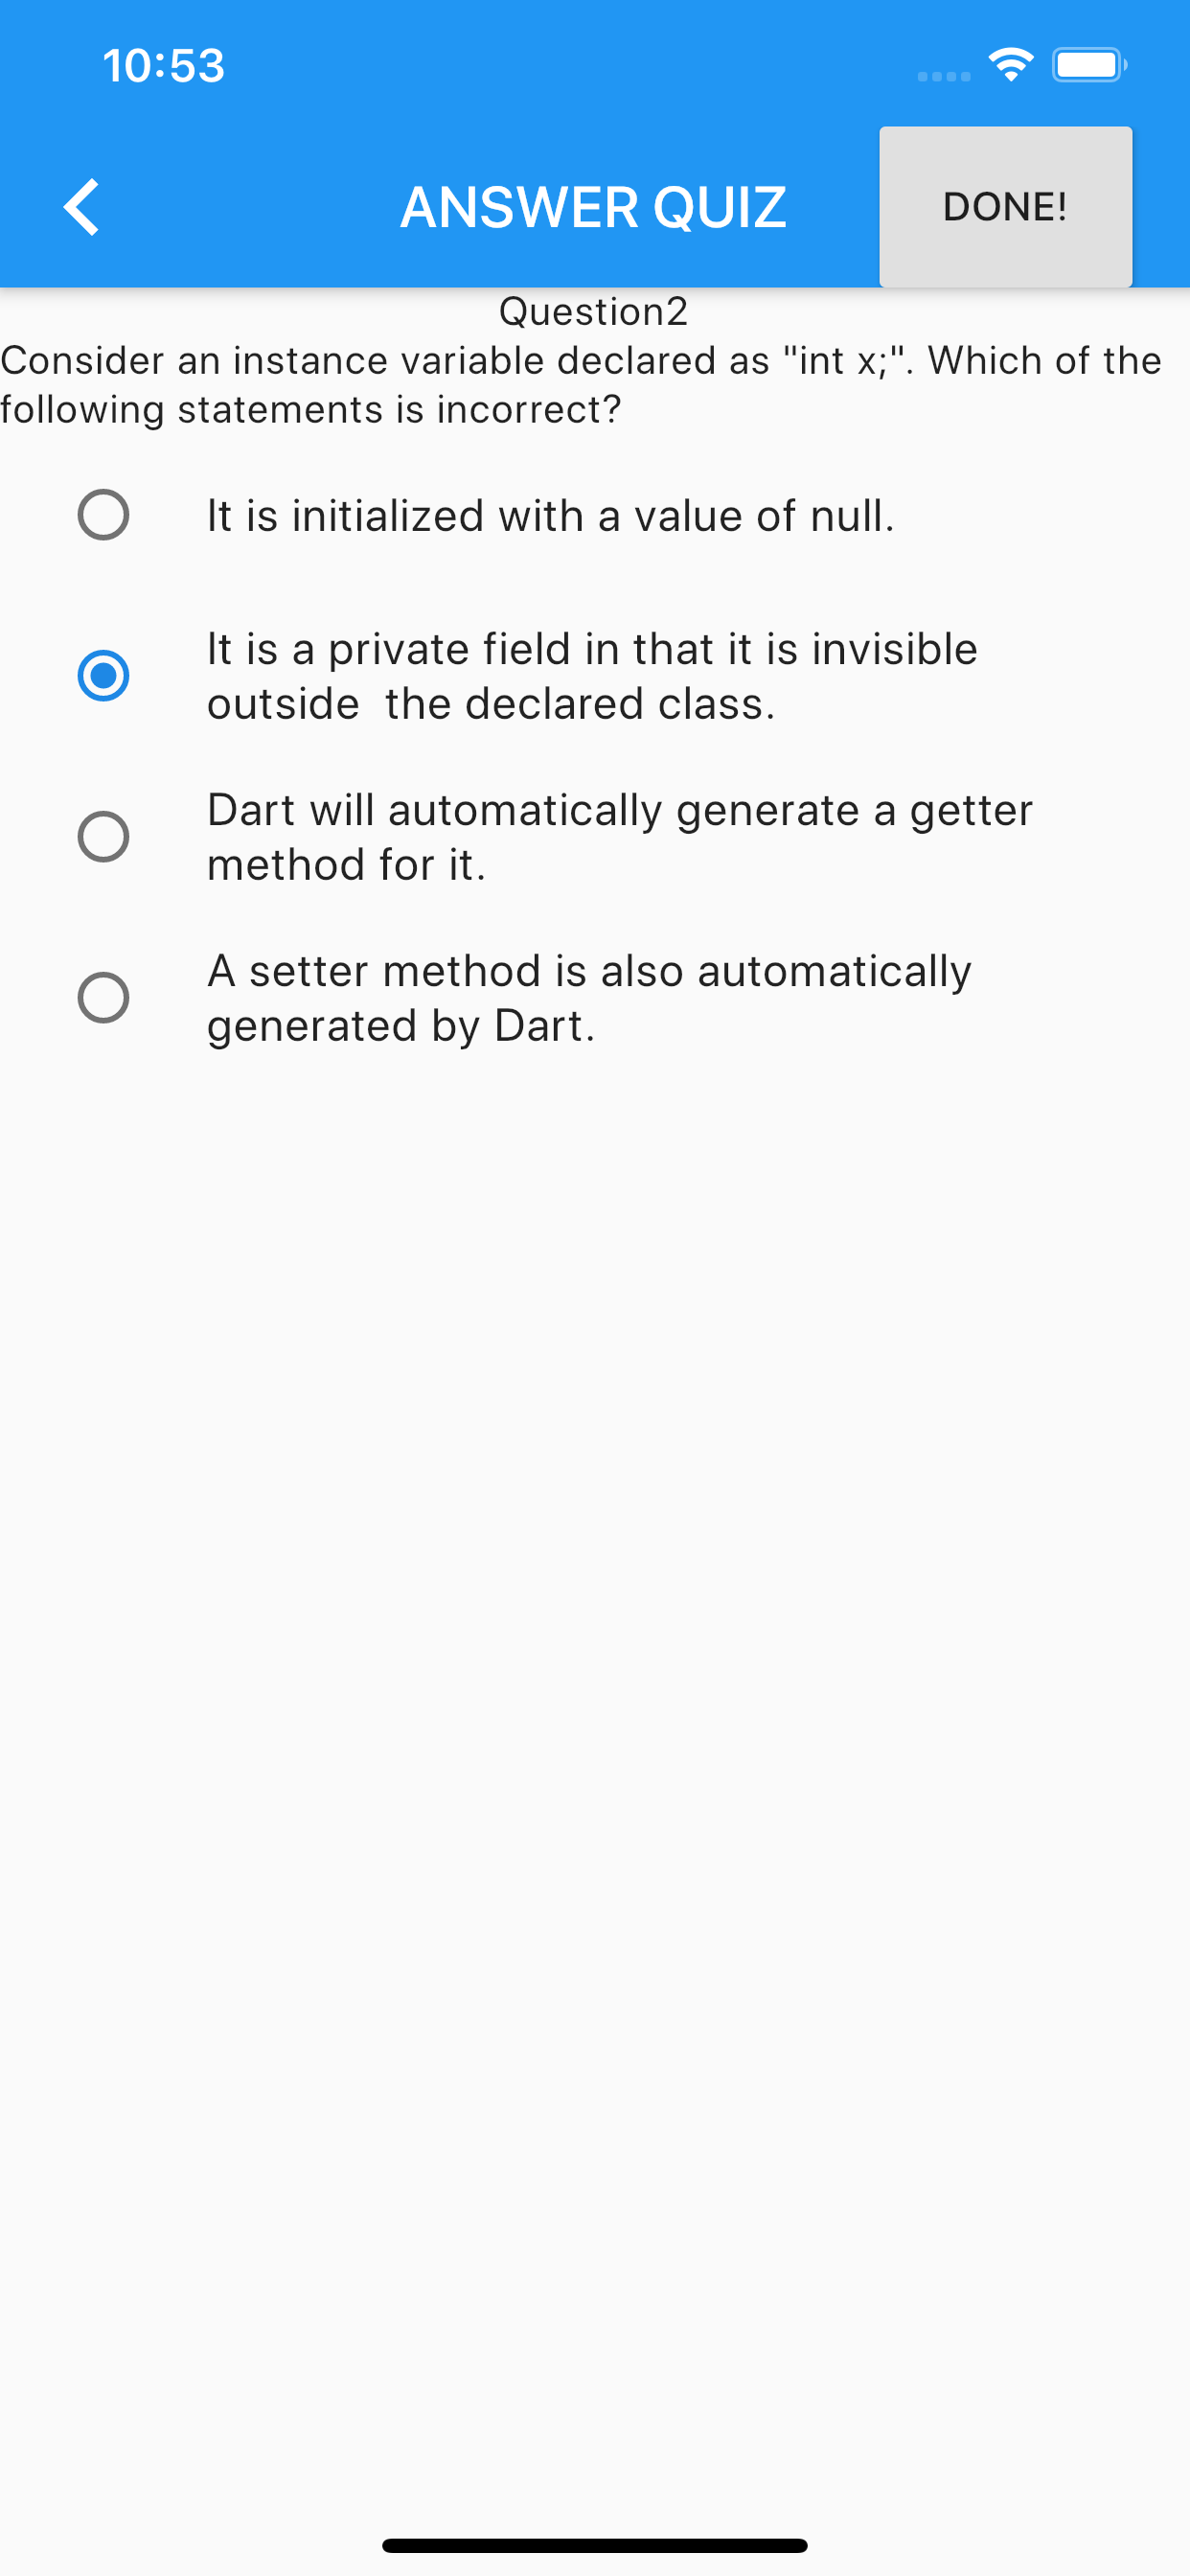 10:53
ANSWER QUIZ
DONE!
Question2
Consider an instance variable declared as "int x;". Which of the
following statements is incorrect?
It is initialized with a value of null.
It is a private field in that it is invisible
outside  the declared class.
Dart will automatically generate a getter
method for it.
A setter method is also automatically
generated by Dart.